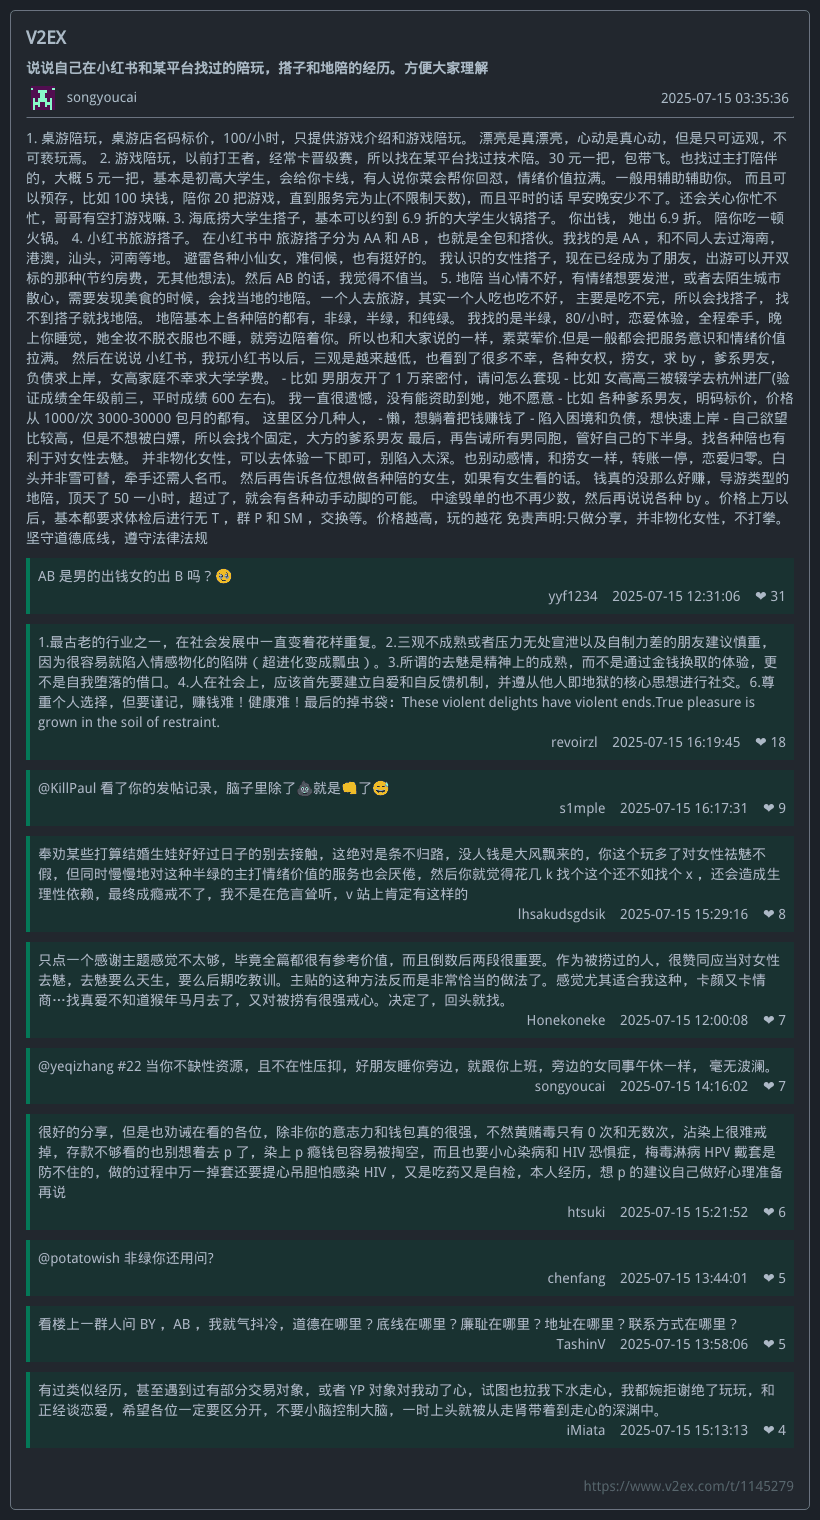 V2EX
说说自己在小红书和某平台找过的陪玩，搭子和地陪的经历。方便大家理解
songyoucai 2025-07-15 03:35:36
1. 桌游陪玩，桌游店名码标价，100/小时，只提供游戏介绍和游戏陪玩。 漂亮是真漂亮，心动是真心动，但是只可远观，不
可亵玩焉。 2. 游戏陪玩，以前打王者，经常卡晋级赛，所以找在某平台找过技术陪。30 元一把，包带飞。也找过主打陪伴
的，大概 5 元一把，基本是初高大学生，会给你卡线，有人说你菜会帮你回怼，情绪价值拉满。一般用辅助辅助你。 而且可
以预存，比如 100 块钱，陪你 20 把游戏，直到服务完为止(不限制天数)，而且平时的话 早安晚安少不了。还会关心你忙不
忙，哥哥有空打游戏嘛. 3. 海底捞大学生搭子，基本可以约到 6.9 折的大学生火锅搭子。 你出钱， 她出 6.9 折。 陪你吃一顿
火锅。 4. 小红书旅游搭子。 在小红书中 旅游搭子分为 AA 和 AB ，也就是全包和搭伙。我找的是 AA ，和不同人去过海南，
港澳，汕头，河南等地。 避雷各种小仙女，难伺候，也有挺好的。 我认识的女性搭子，现在已经成为了朋友，出游可以开双
标的那种(节约房费，无其他想法)。然后 AB 的话，我觉得不值当。 5. 地陪 当心情不好，有情绪想要发泄，或者去陌生城市
散心，需要发现美食的时候，会找当地的地陪。一个人去旅游，其实一个人吃也吃不好， 主要是吃不完，所以会找搭子， 找
不到搭子就找地陪。 地陪基本上各种陪的都有，非绿，半绿，和纯绿。 我找的是半绿，80/小时，恋爱体验，全程牵手，晚
上你睡觉，她全妆不脱衣服也不睡，就旁边陪着你。所以也和大家说的一样，素菜荤价.但是一般都会把服务意识和情绪价值
拉满。 然后在说说 小红书，我玩小红书以后，三观是越来越低，也看到了很多不幸，各种女权，捞女，求 by ，爹系男友，
负债求上岸，女高家庭不幸求大学学费。 - 比如 男朋友开了 1 万亲密付，请问怎么套现 - 比如 女高高三被辍学去杭州进厂(验
证成绩全年级前三，平时成绩 600 左右)。 我一直很遗憾，没有能资助到她，她不愿意 - 比如 各种爹系男友，明码标价，价格
从 1000/次 3000-30000 包月的都有。 这里区分几种人， - 懒，想躺着把钱赚钱了 - 陷入困境和负债，想快速上岸 - 自己欲望
比较高，但是不想被白嫖，所以会找个固定，大方的爹系男友 最后，再告诫所有男同胞，管好自己的下半身。找各种陪也有
利于对女性去魅。 并非物化女性，可以去体验一下即可，别陷入太深。也别动感情，和捞女一样，转账一停，恋爱归零。白
头并非雪可替，牵手还需人名币。 然后再告诉各位想做各种陪的女生，如果有女生看的话。 钱真的没那么好赚，导游类型的
地陪，顶天了 50 一小时，超过了，就会有各种动手动脚的可能。 中途毁单的也不再少数，然后再说说各种 by 。价格上万以
后，基本都要求体检后进行无 T ，群 P 和 SM ，交换等。价格越高，玩的越花 免责声明:只做分享，并非物化女性，不打拳。
坚守道德底线，遵守法律法规
AB 是男的出钱女的出 B 吗？🥹
yyf1234 2025-07-15 12:31:06 ❤ 31
1.最古老的行业之一，在社会发展中一直变着花样重复。2.三观不成熟或者压力无处宣泄以及自制力差的朋友建议慎重，
因为很容易就陷入情感物化的陷阱（超进化变成瓢虫）。3.所谓的去魅是精神上的成熟，而不是通过金钱换取的体验，更
不是自我堕落的借口。4.人在社会上，应该首先要建立自爱和自反馈机制，并遵从他人即地狱的核心思想进行社交。6.尊
重个人选择，但要谨记，赚钱难！健康难！最后的掉书袋：These violent delights have violent ends.True pleasure is
grown in the soil of restraint.
revoirzl 2025-07-15 16:19:45 ❤ 18
@KillPaul 看了你的发帖记录，脑子里除了💩就是👊了😅
s1mple 2025-07-15 16:17:31 ❤ 9
奉劝某些打算结婚生娃好好过日子的别去接触，这绝对是条不归路，没人钱是大风飘来的，你这个玩多了对女性祛魅不
假，但同时慢慢地对这种半绿的主打情绪价值的服务也会厌倦，然后你就觉得花几 k 找个这个还不如找个 x ，还会造成生
理性依赖，最终成瘾戒不了，我不是在危言耸听，v 站上肯定有这样的
lhsakudsgdsik 2025-07-15 15:29:16 ❤ 8
只点一个感谢主题感觉不太够，毕竟全篇都很有参考价值，而且倒数后两段很重要。作为被捞过的人，很赞同应当对女性
去魅，去魅要么天生，要么后期吃教训。主贴的这种方法反而是非常恰当的做法了。感觉尤其适合我这种，卡颜又卡情
商…找真爱不知道猴年马月去了，又对被捞有很强戒心。决定了，回头就找。
Honekoneke 2025-07-15 12:00:08 ❤ 7
@yeqizhang #22 当你不缺性资源，且不在性压抑，好朋友睡你旁边，就跟你上班，旁边的女同事午休一样， 毫无波澜。
songyoucai 2025-07-15 14:16:02 ❤ 7
很好的分享，但是也劝诫在看的各位，除非你的意志力和钱包真的很强，不然黄赌毒只有 0 次和无数次，沾染上很难戒
掉，存款不够看的也别想着去 p 了，染上 p 瘾钱包容易被掏空，而且也要小心染病和 HIV 恐惧症，梅毒淋病 HPV 戴套是
防不住的，做的过程中万一掉套还要提心吊胆怕感染 HIV ，又是吃药又是自检，本人经历，想 p 的建议自己做好心理准备
再说
htsuki 2025-07-15 15:21:52 ❤ 6
@potatowish 非绿你还用问?
chenfang 2025-07-15 13:44:01 ❤ 5
看楼上一群人问 BY ，AB ，我就气抖冷，道德在哪里？底线在哪里？廉耻在哪里？地址在哪里？联系方式在哪里？
TashinV 2025-07-15 13:58:06 ❤ 5
有过类似经历，甚至遇到过有部分交易对象，或者 YP 对象对我动了心，试图也拉我下水走心，我都婉拒谢绝了玩玩，和
正经谈恋爱，希望各位一定要区分开，不要小脑控制大脑，一时上头就被从走肾带着到走心的深渊中。
iMiata 2025-07-15 15:13:13 ❤ 4
https://www.v2ex.com/t/1145279